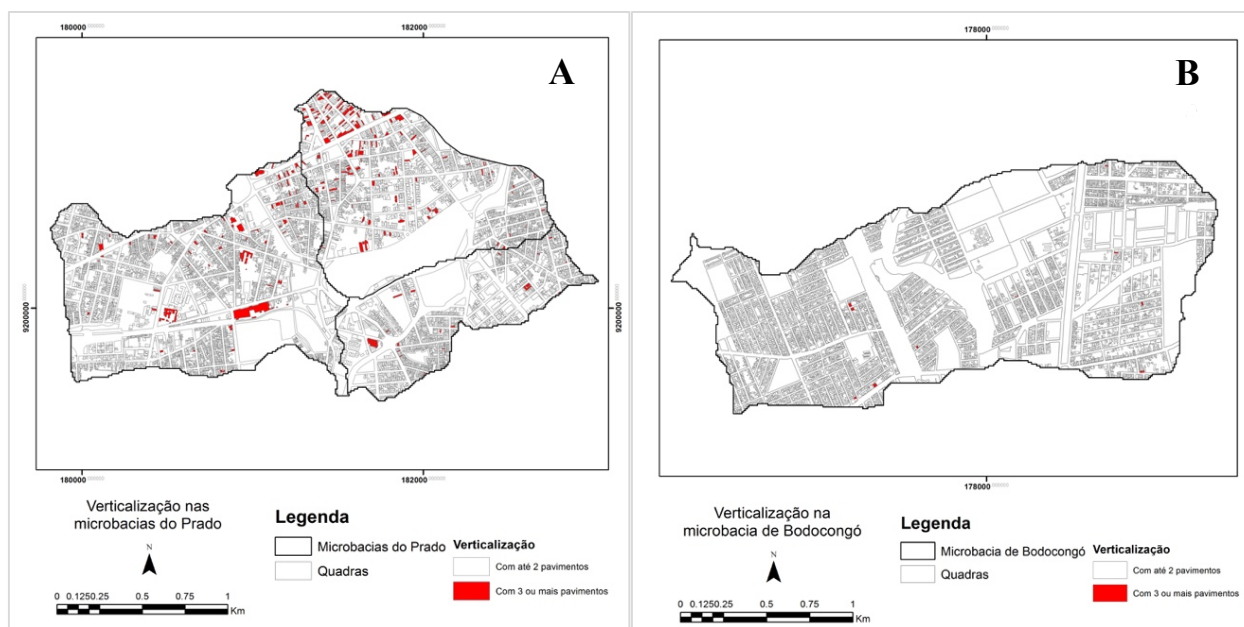 180000
182000
A
9200000
9200000
180000
182000
Verticalização nas
microbacias do Prado
N
0 0.1250.25 0.5 0.75 1
Km
Legenda
Microbacias do Prado
Quadras
Verticalização
Com até 2 pavimentos
Com 3 ou mais pavimentos
178000
B
178000
Verticalização na
microbacia de Bodocongó
N
0 0.1250.25 0.5 0.75 1
Km
Legenda
Microbacia de Bodocongó
Quadras
Verticalização
Com até 2 pavimentos
Com 3 ou mais pavimentos